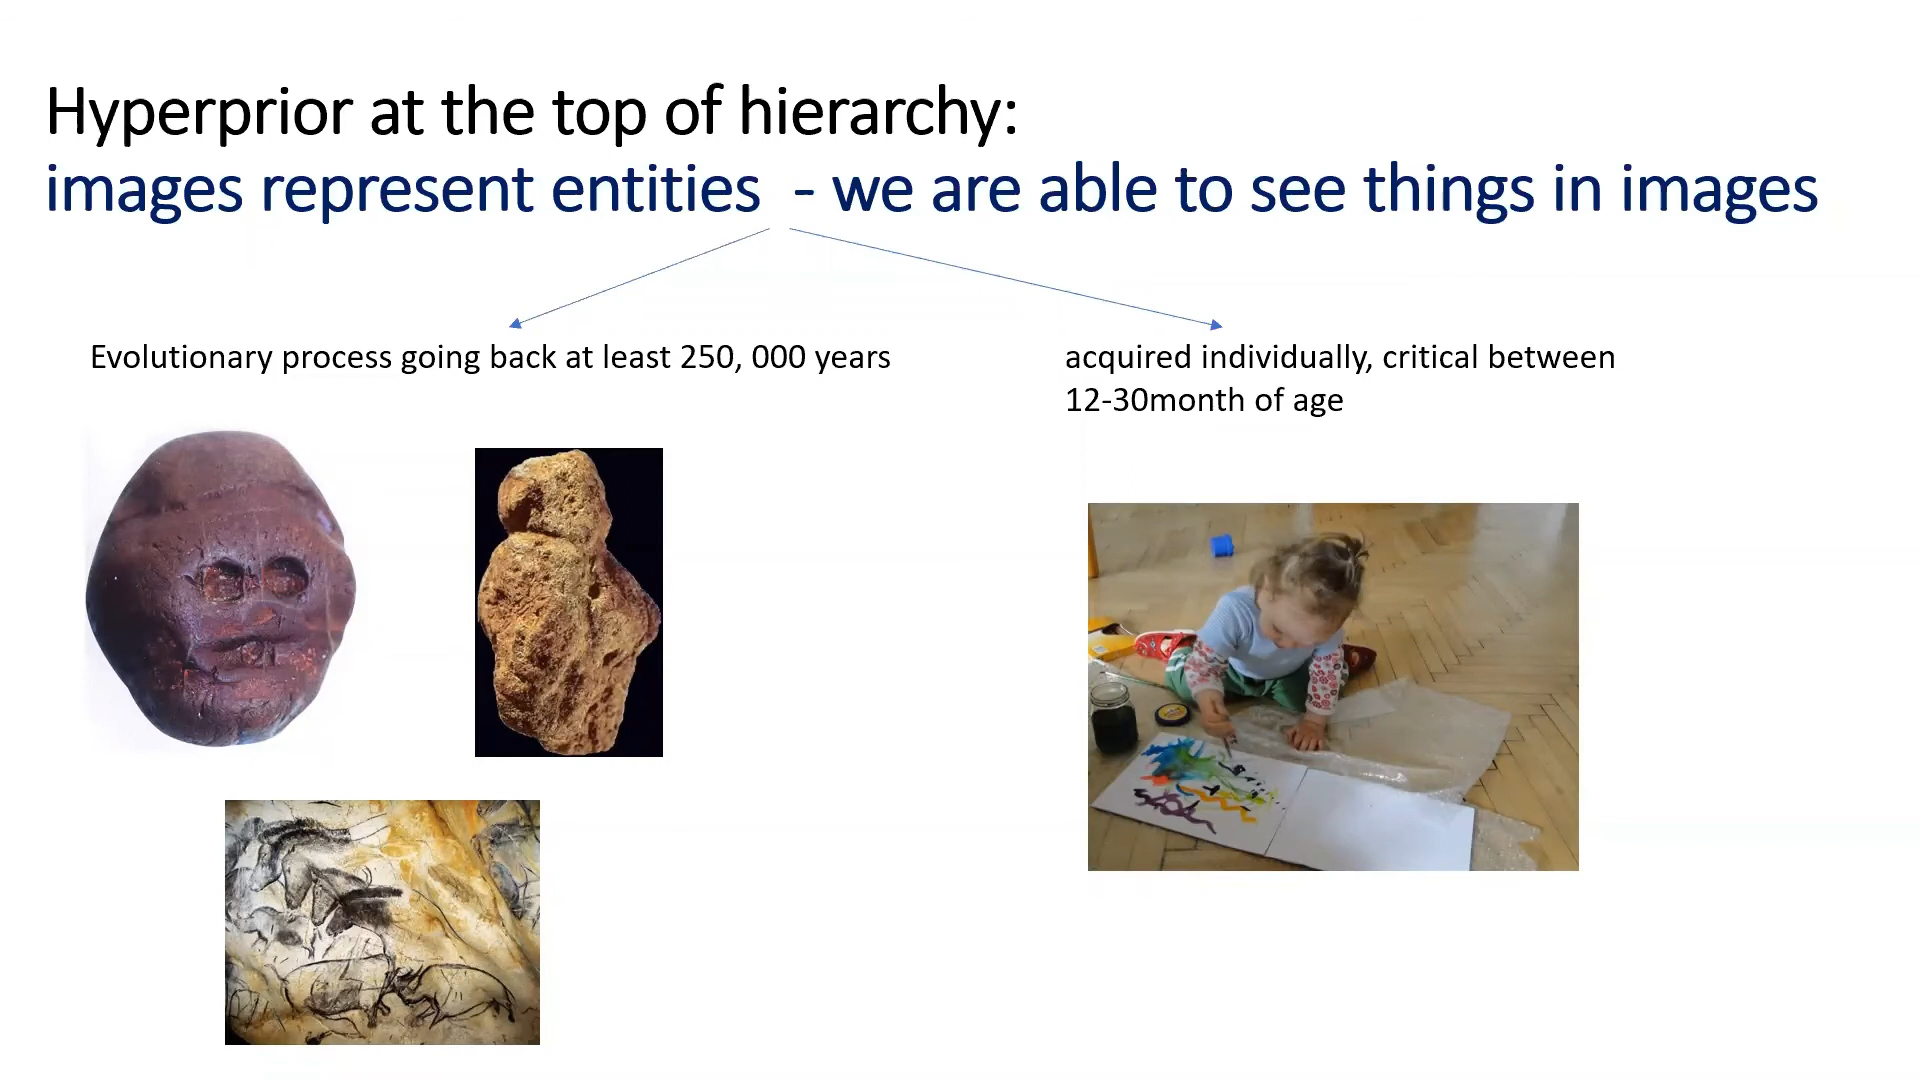 Hyperprior at the top of hierarchy:
images represent entities  - we are able to see things in images
Evolutionary process going back at least 250, 000 years
acquired individually, critical between
12-30month of age